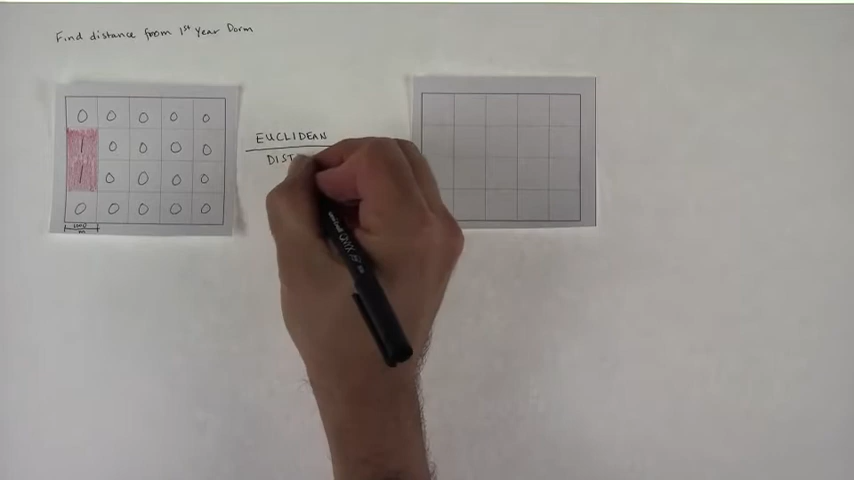 Find distance from 1st Year Dorm
0 0 0 0 0
1 0 0 0 0
1 0 0 0 0
0 0 0 0 0
m
EUCLIDEAN
DIST